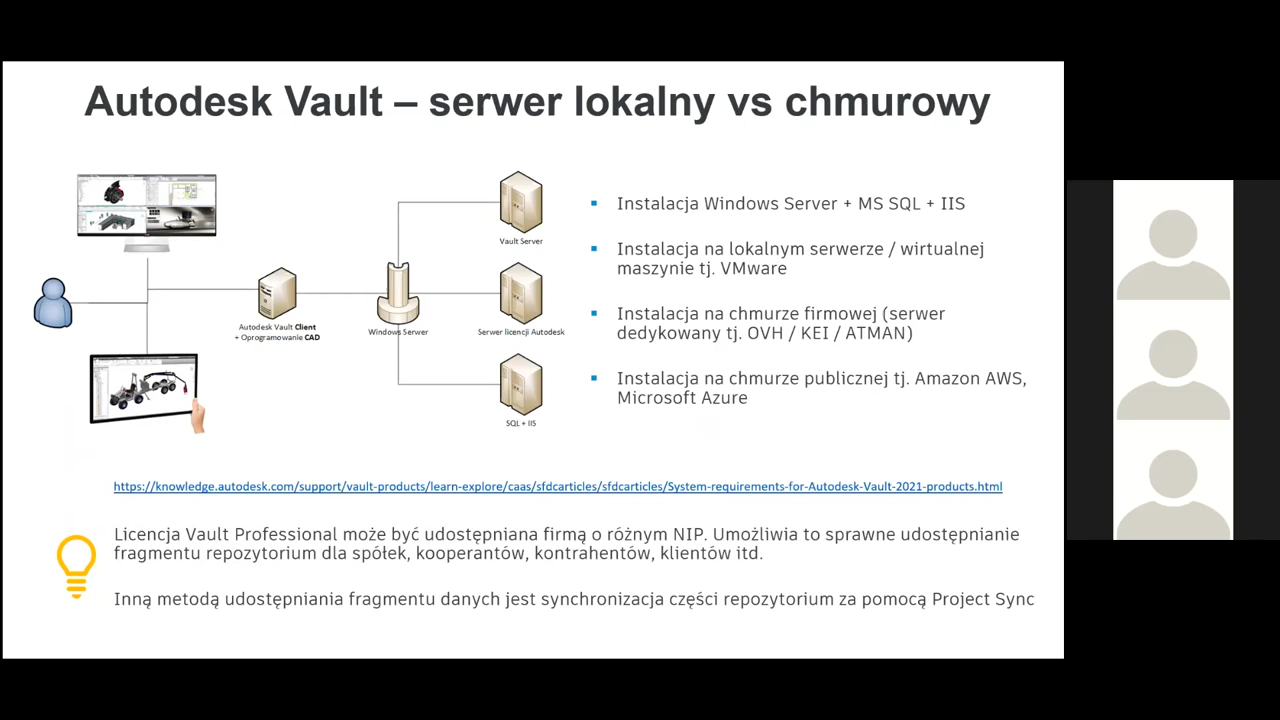 Autodesk Vault – serwer lokalny vs chmurowy
Vault Server
Autodesk Vault Client
+ Oprogramowanie CAD
Windows Server
Serwer licencji Autodesk
SQL + IIS
Instalacja Windows Server + MS SQL + IIS
Instalacja na lokalnym serwerze / wirtualnej
maszynie tj. VMware
Instalacja na chmurze firmowej (serwer
dedykowany tj. OVH / KEI / ATMAN)
Instalacja na chmurze publicznej tj. Amazon AWS,
Microsoft Azure
https://knowledge.autodesk.com/support/vault-products/learn-explore/caas/sfdcarticles/sfdcarticles/System-requirements-for-Autodesk-Vault-2021-products.html
Licencja Vault Professional może być udostępniana firmą o różnym NIP. Umożliwia to sprawne udostępnianie
fragmentu repozytorium dla spółek, kooperantów, kontrahentów, klientów itd.
Inną metodą udostępniania fragmentu danych jest synchronizacja części repozytorium za pomocą Project Sync